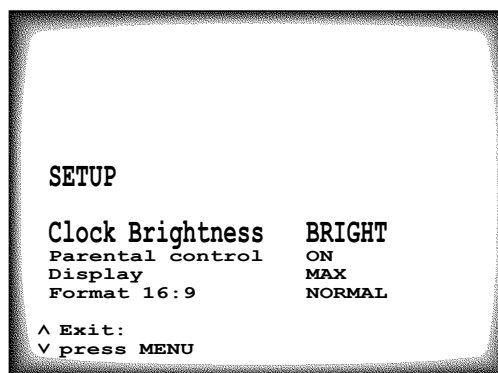 SETUP
Clock Brightness BRIGHT
Parental control ON
Display MAX
Format 16:9 NORMAL
∧ Exit:
∨ press MENU